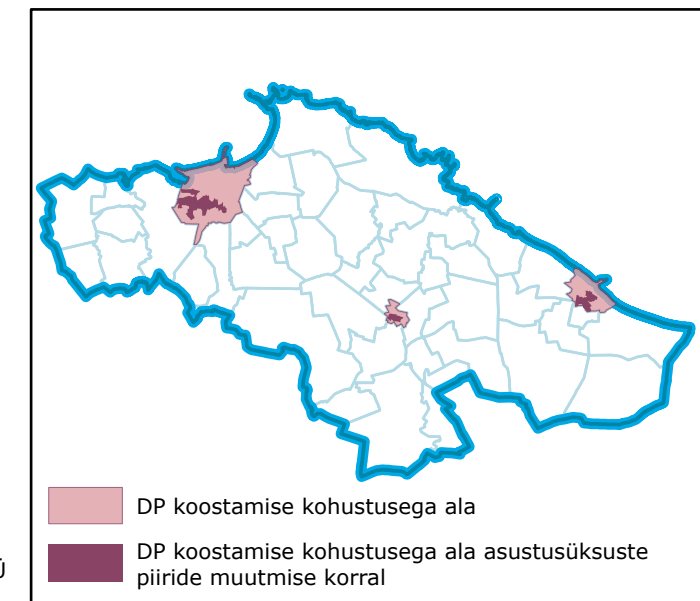 DP koostamise kohustusega ala
DP koostamise kohustusega ala asustusüksuste
piiride muutmise korral
Ü